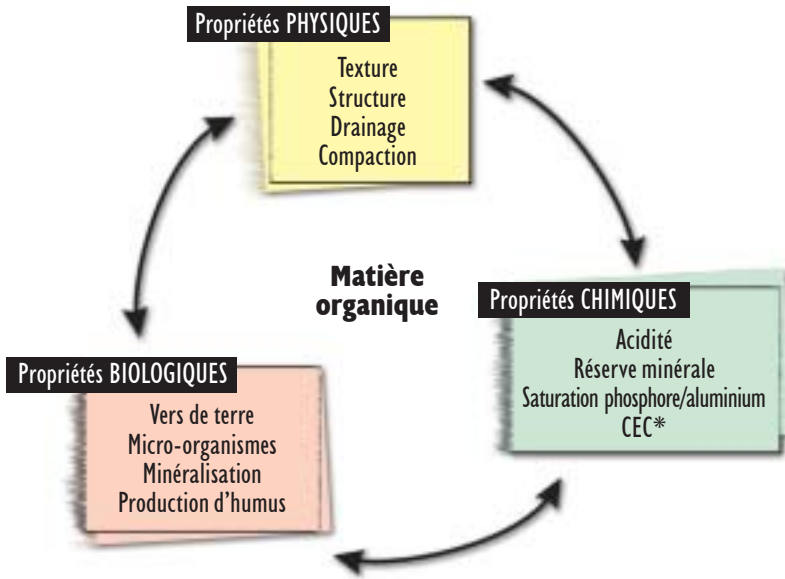 Propriétés PHYSIQUES
Texture
Structure
Drainage
Compaction
Matière
organique
Propriétés CHIMIQUES
Acidité
Réserve minérale
Saturation phosphore/aluminium
CEC*
Propriétés BIOLOGIQUES
Vers de terre
Micro-organismes
Minéralisation
Production d'humus